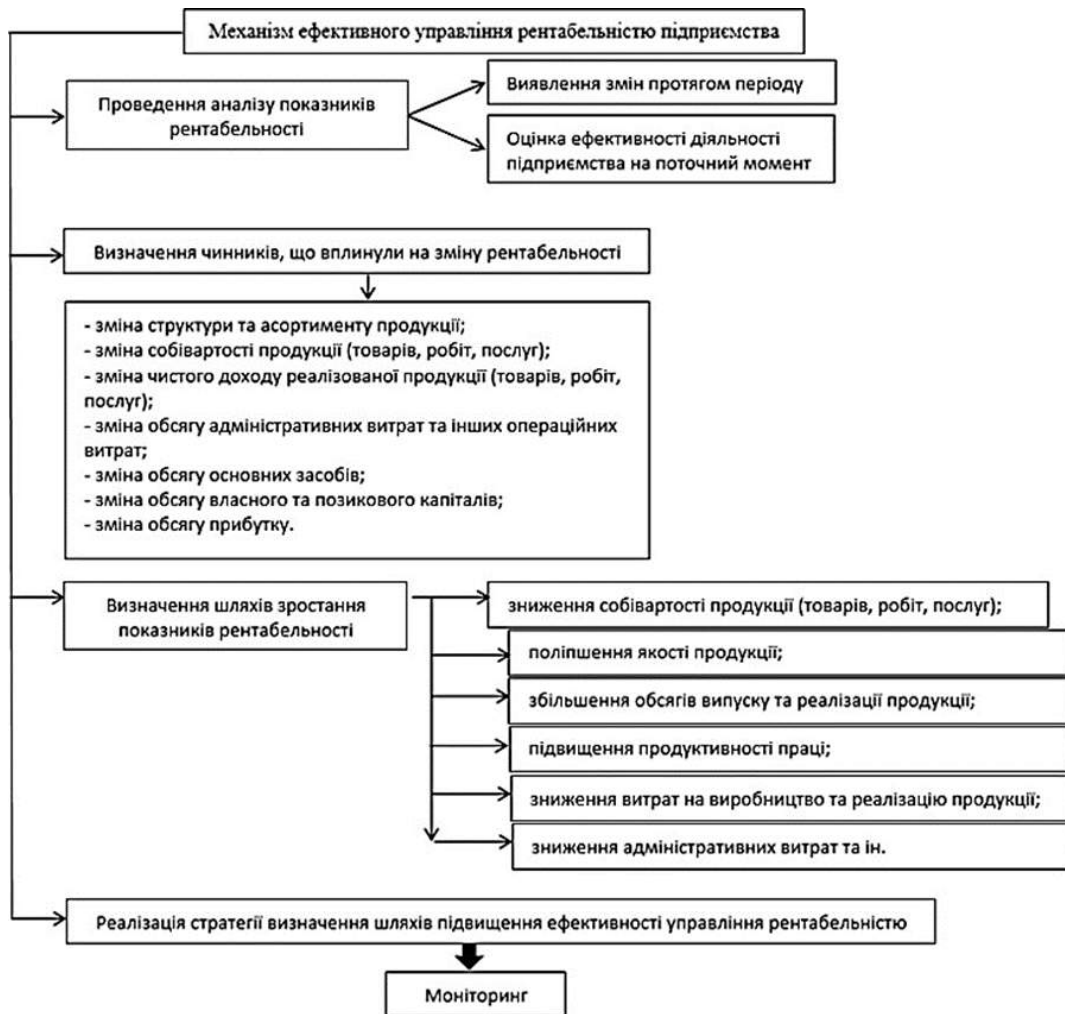 Механізм ефективного управління рентабельністю підприємства
Проведення аналізу показників
рентабельності
Виявлення змін протягом періоду
Оцінка ефективності діяльності
підприємства на поточний момент
Визначення чинників, що вплинули на зміну рентабельності
- зміна структури та асортименту продукції;
- зміна собівартості продукції (товарів, робіт, послуг);
- зміна чистого доходу реалізованої продукції (товарів, робіт,
послуг);
- зміна обсягу адміністративних витрат та інших операційних
витрат;
- зміна обсягу основних засобів;
- зміна обсягу власного та позикового капіталів;
- зміна обсягу прибутку.
Визначення шляхів зростання
показників рентабельності
зниження собівартості продукції (товарів, робіт, послуг);
поліпшення якості продукції;
збільшення обсягів випуску та реалізації продукції;
підвищення продуктивності праці;
зниження витрат на виробництво та реалізацію продукції;
зниження адміністративних витрат та ін.
Реалізація стратегії визначення шляхів підвищення ефективності управління рентабельністю
Моніторинг